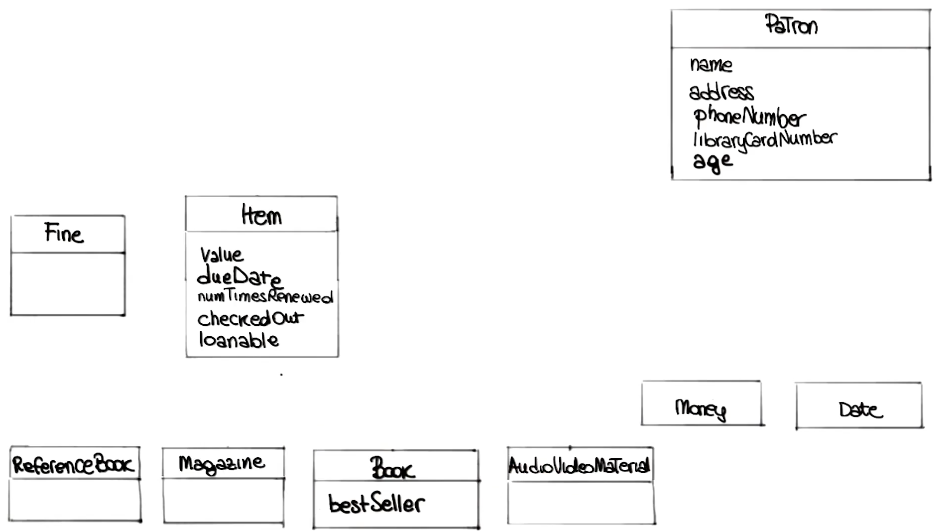 Patron
name
address
phoneNumber
libraryCardNumber
age
Fine
Item
Value
dueDate
numTimesRenewed
checkedOut
loanable
Money
Date
ReferenceBook
Magazine
Book
bestSeller
AudioVideoMaterial